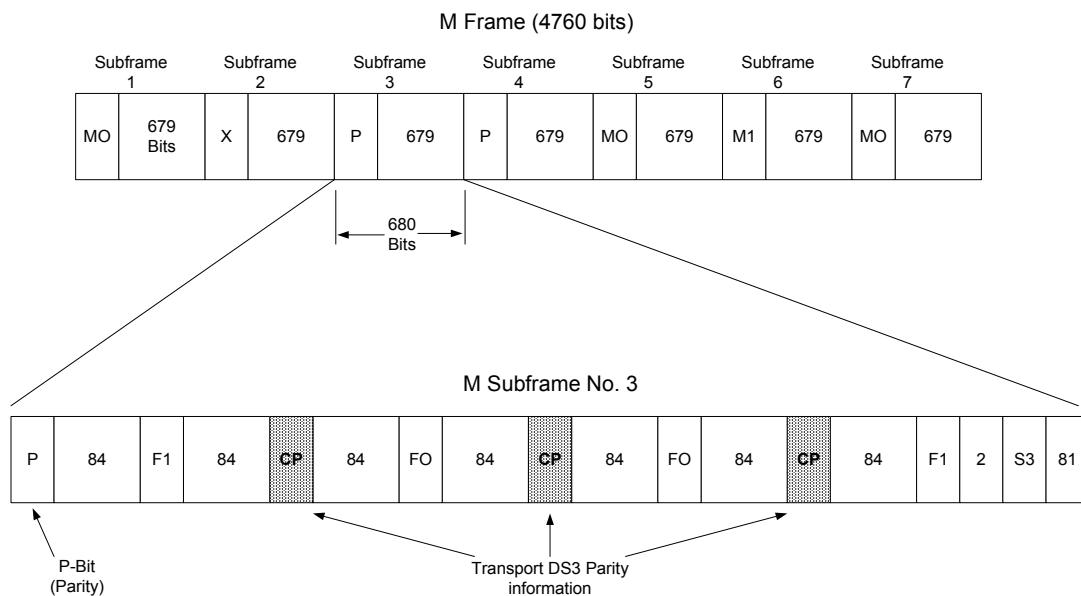 M Frame (4760 bits)
Subframe 1
Subframe 2
Subframe 3
Subframe 4
Subframe 5
Subframe 6
Subframe 7
MO 679 Bits X 679 P 679 P 679 MO 679 M1 679 MO 679
680 Bits
M Subframe No. 3
P 84 F1 84 CP 84 FO 84 CP 84 FO 84 CP 84 F1 2 S3 81
P-Bit
(Parity)
Transport DS3 Parity
information